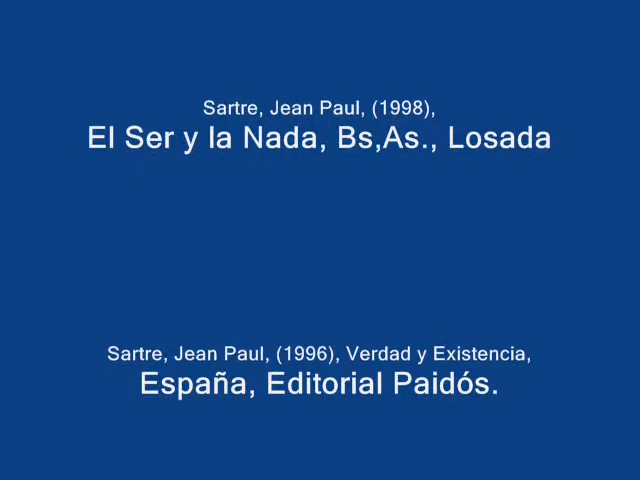 Sartre, Jean Paul, (1998),
El Ser y la Nada, Bs,As., Losada
Sartre, Jean Paul, (1996), Verdad y Existencia,
España, Editorial Paidós.